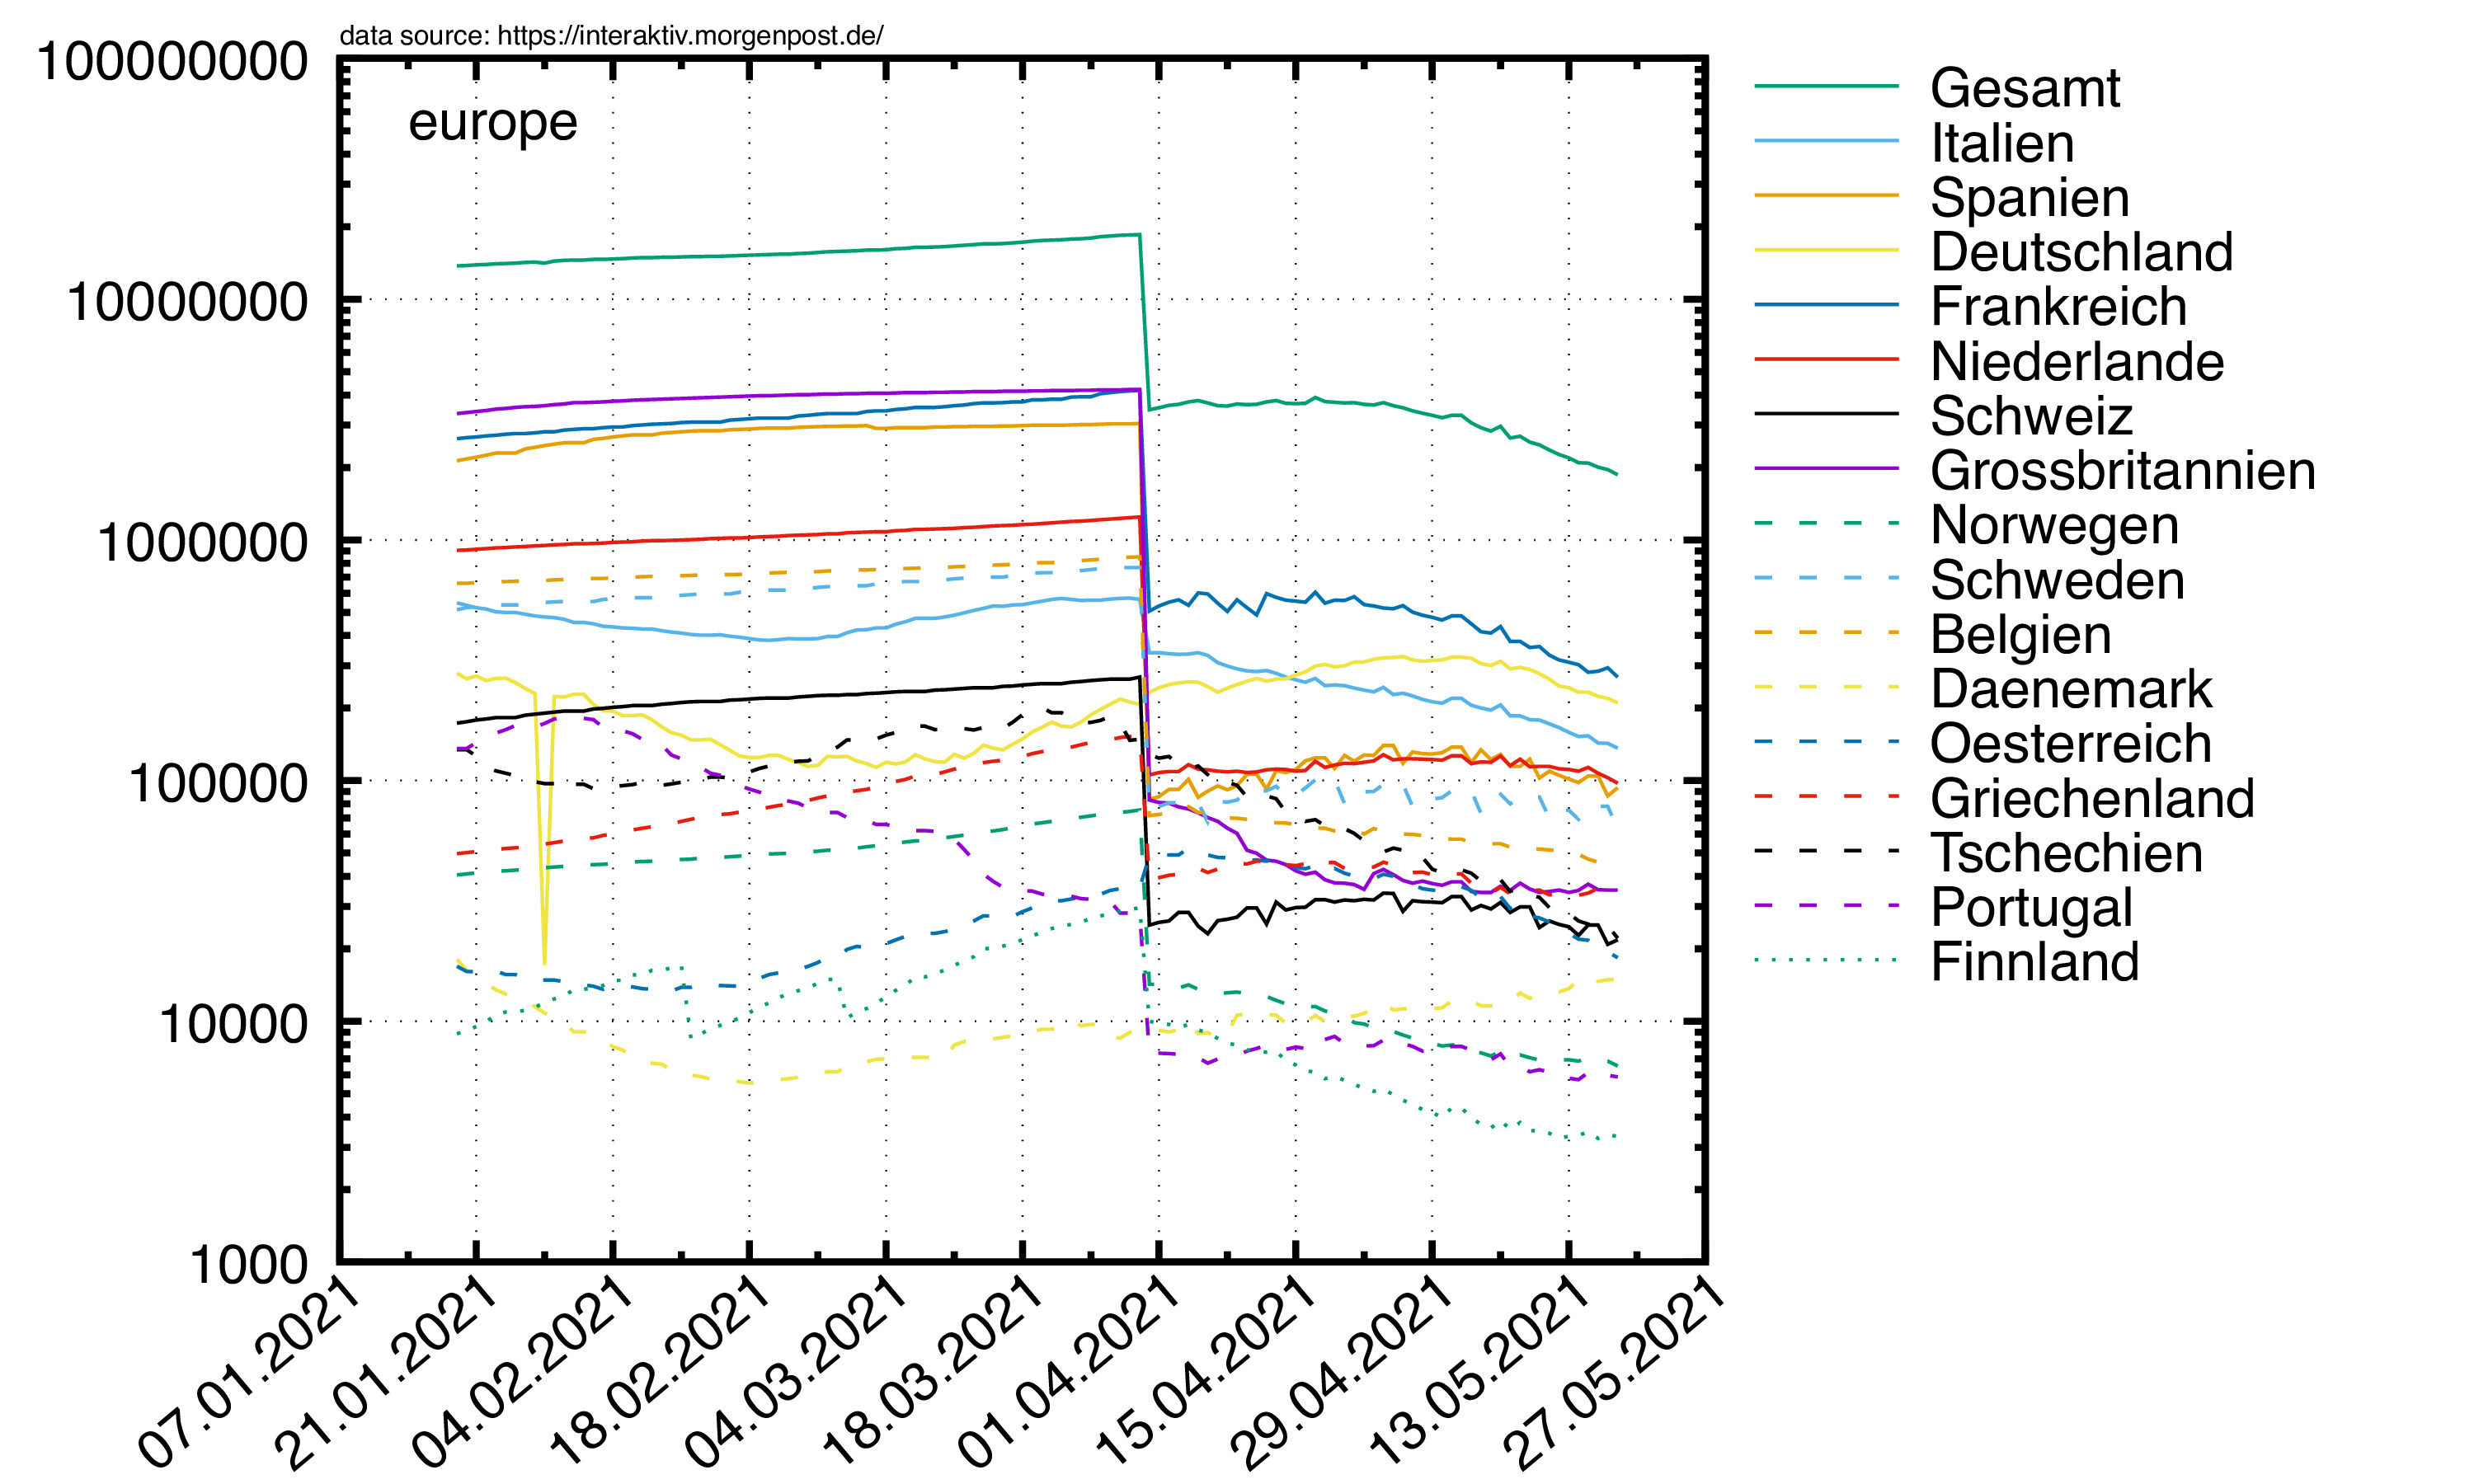 data source: https://interaktiv.morgenpost.de/
europe
100000000
10000000
1000000
100000
10000
1000
07.01.2021
21.01.2021
04.02.2021
18.02.2021
04.03.2021
18.03.2021
01.04.2021
15.04.2021
29.04.2021
13.05.2021
27.05.2021
Gesamt
Italien
Spanien
Deutschland
Frankreich
Niederlande
Schweiz
Grossbritannien
Norwegen
Schweden
Belgien
Daenemark
Oesterreich
Griechenland
Tschechien
Portugal
Finnland